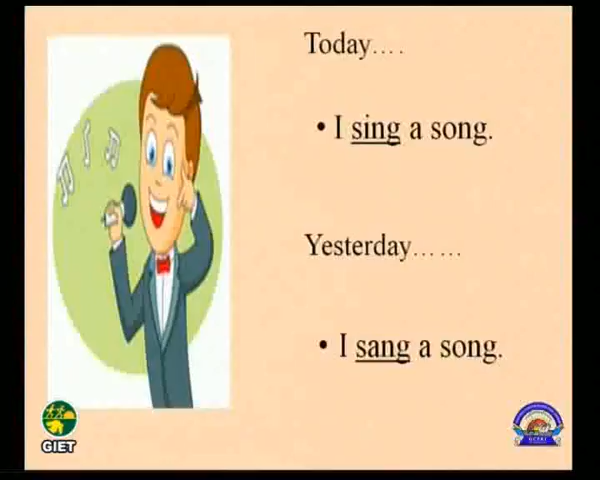 Today....
• I sing a song.
Yesterday......
• I sang a song.
GIET